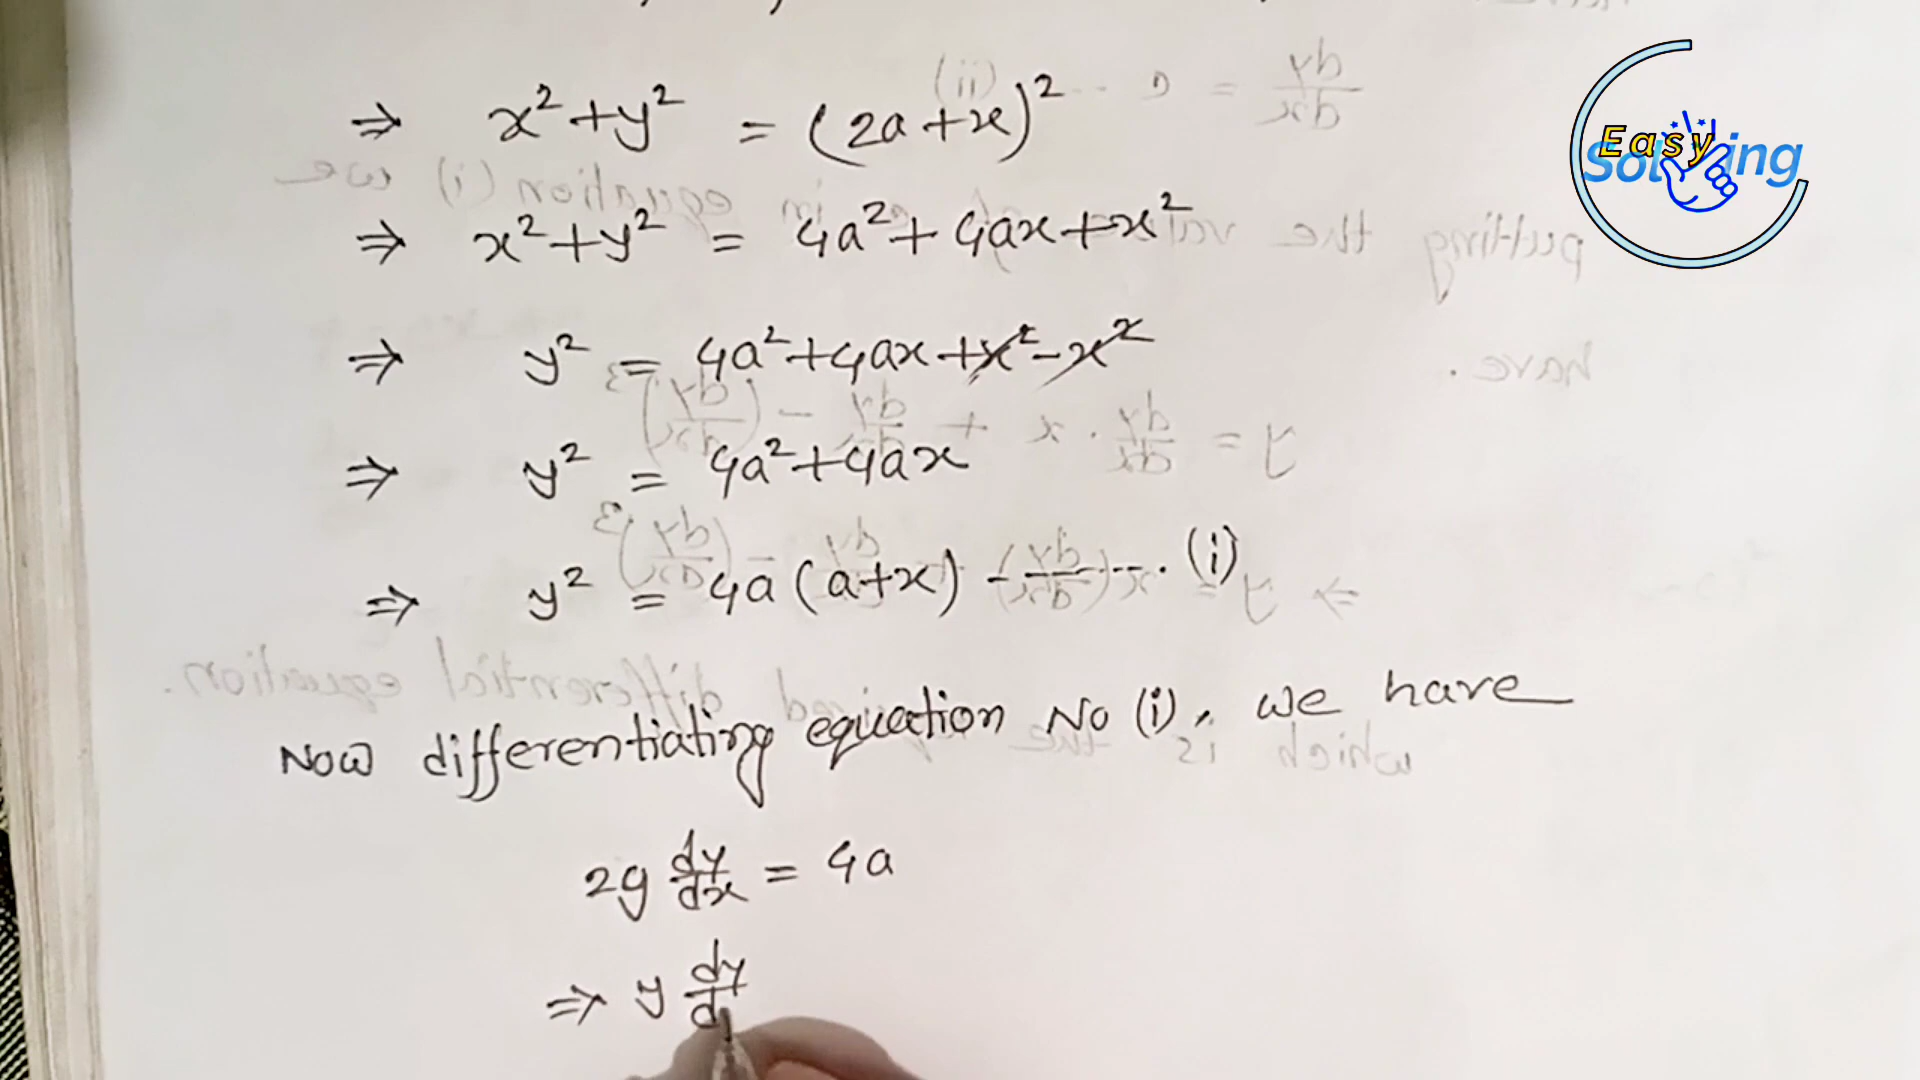 ⇒ x² + y² = (2a + x)²
⇒ x² + y² = 4a² + 4ax + x²
⇒ y² = 4a² + 4ax + x² - x²
⇒ y² = 4a² + 4ax
⇒ y² = 4a (a + x) ------ (i)
Now differentiating equation No (i), we have
2y dy/dx = 4a
⇒ y dy/d
Easy
Solving